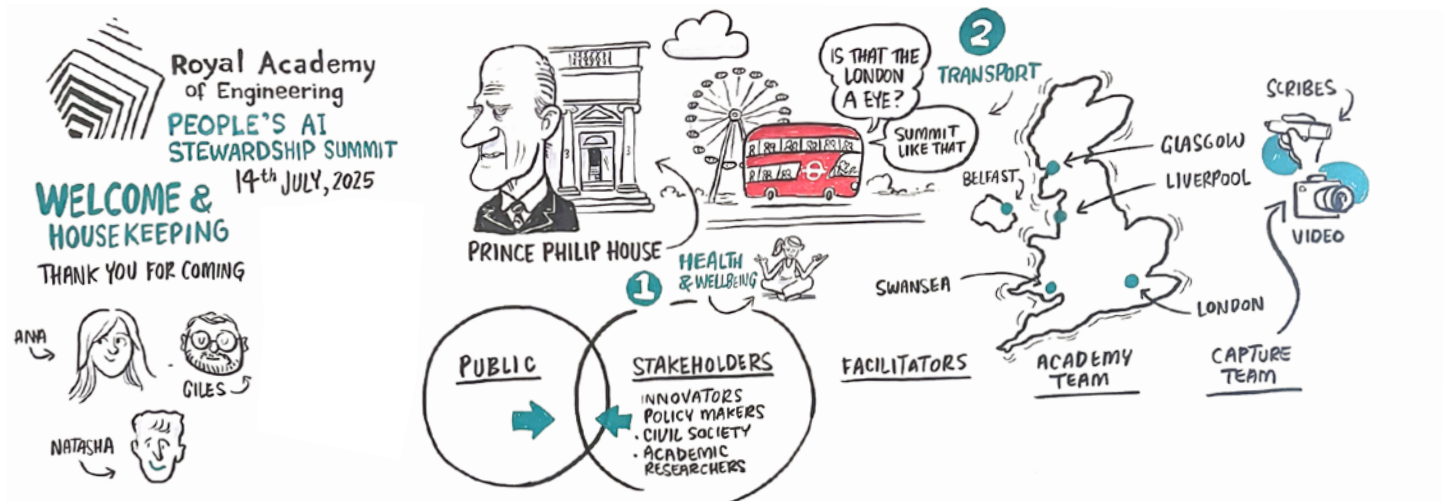 Royal Academy
of Engineering
PEOPLE'S AI
STEWARDSHIP SUMMIT
14th JULY, 2025
WELCOME &
HOUSEKEEPING
THANK YOU FOR COMING
ANA
GILES
NATASHA
PRINCE PHILIP HOUSE
IS THAT THE
LONDON
A EYE?
SUMMIT
LIKE THAT
1
HEALTH
& WELLBEING
PUBLIC
STAKEHOLDERS
INNOVATORS
POLICY MAKERS
· CIVIL SOCIETY
· ACADEMIC
RESEARCHERS
2
TRANSPORT
GLASGOW
LIVERPOOL
BELFAST
SWANSEA
LONDON
FACILITATORS
ACADEMY
TEAM
SCRIBES
VIDEO
CAPTURE
TEAM